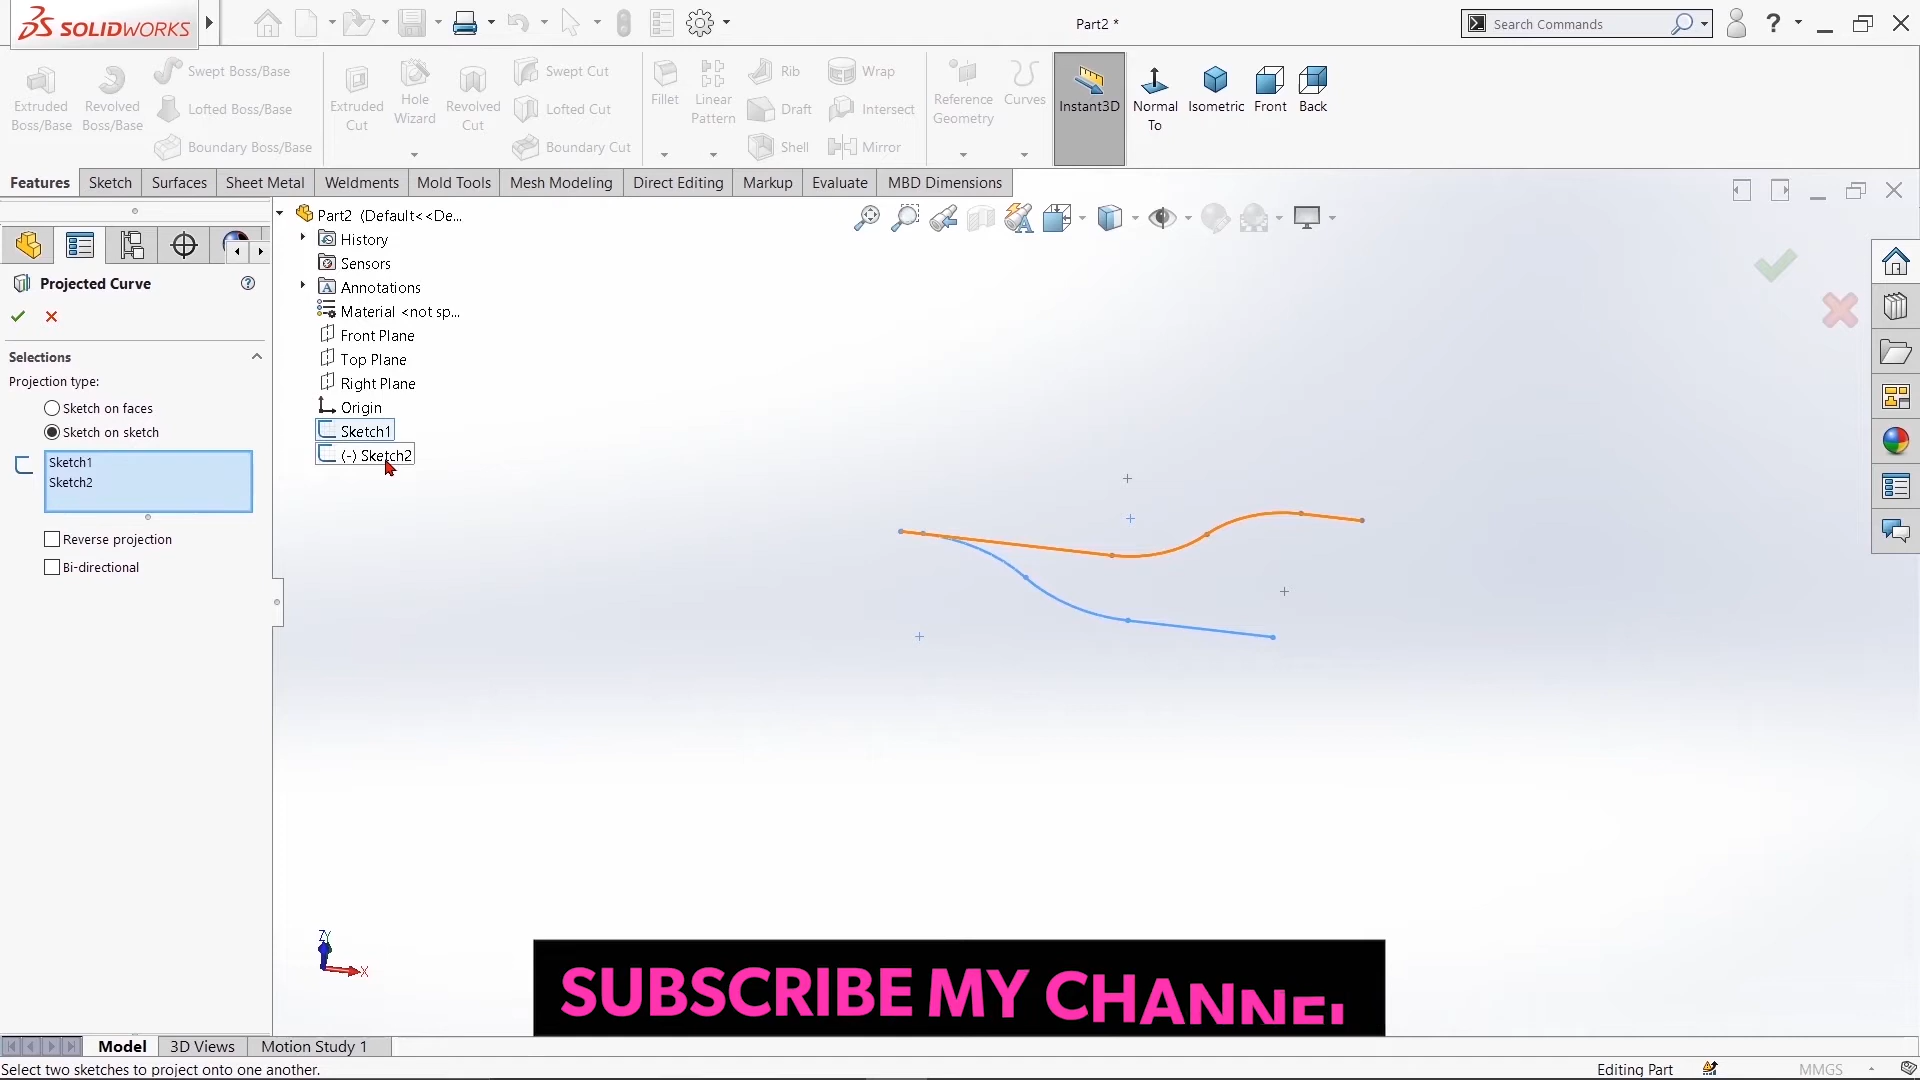 SOLIDWORKS
Part2 *
Search Commands
Extruded Boss/Base
Revolved Boss/Base
Swept Boss/Base
Lofted Boss/Base
Boundary Boss/Base
Extruded Cut
Hole Wizard
Revolved Cut
Swept Cut
Lofted Cut
Boundary Cut
Fillet
Linear Pattern
Rib
Draft
Shell
Wrap
Intersect
Mirror
Reference Geometry
Curves
Instant3D
Normal To
Isometric
Front
Back
Features
Sketch
Surfaces
Sheet Metal
Weldments
Mold Tools
Mesh Modeling
Direct Editing
Markup
Evaluate
MBD Dimensions
Projected Curve
Selections
Projection type:
Sketch on faces
Sketch on sketch
Sketch1
Sketch2
Reverse projection
Bi-directional
Part2 (Default<<De...
History
Sensors
Annotations
Material <not sp...
Front Plane
Top Plane
Right Plane
Origin
Sketch1
(-) Sketch2
X
SUBSCRIBE MY CHANNEL
Model
3D Views
Motion Study 1
Select two sketches to project onto one another.
Editing Part
MMGS